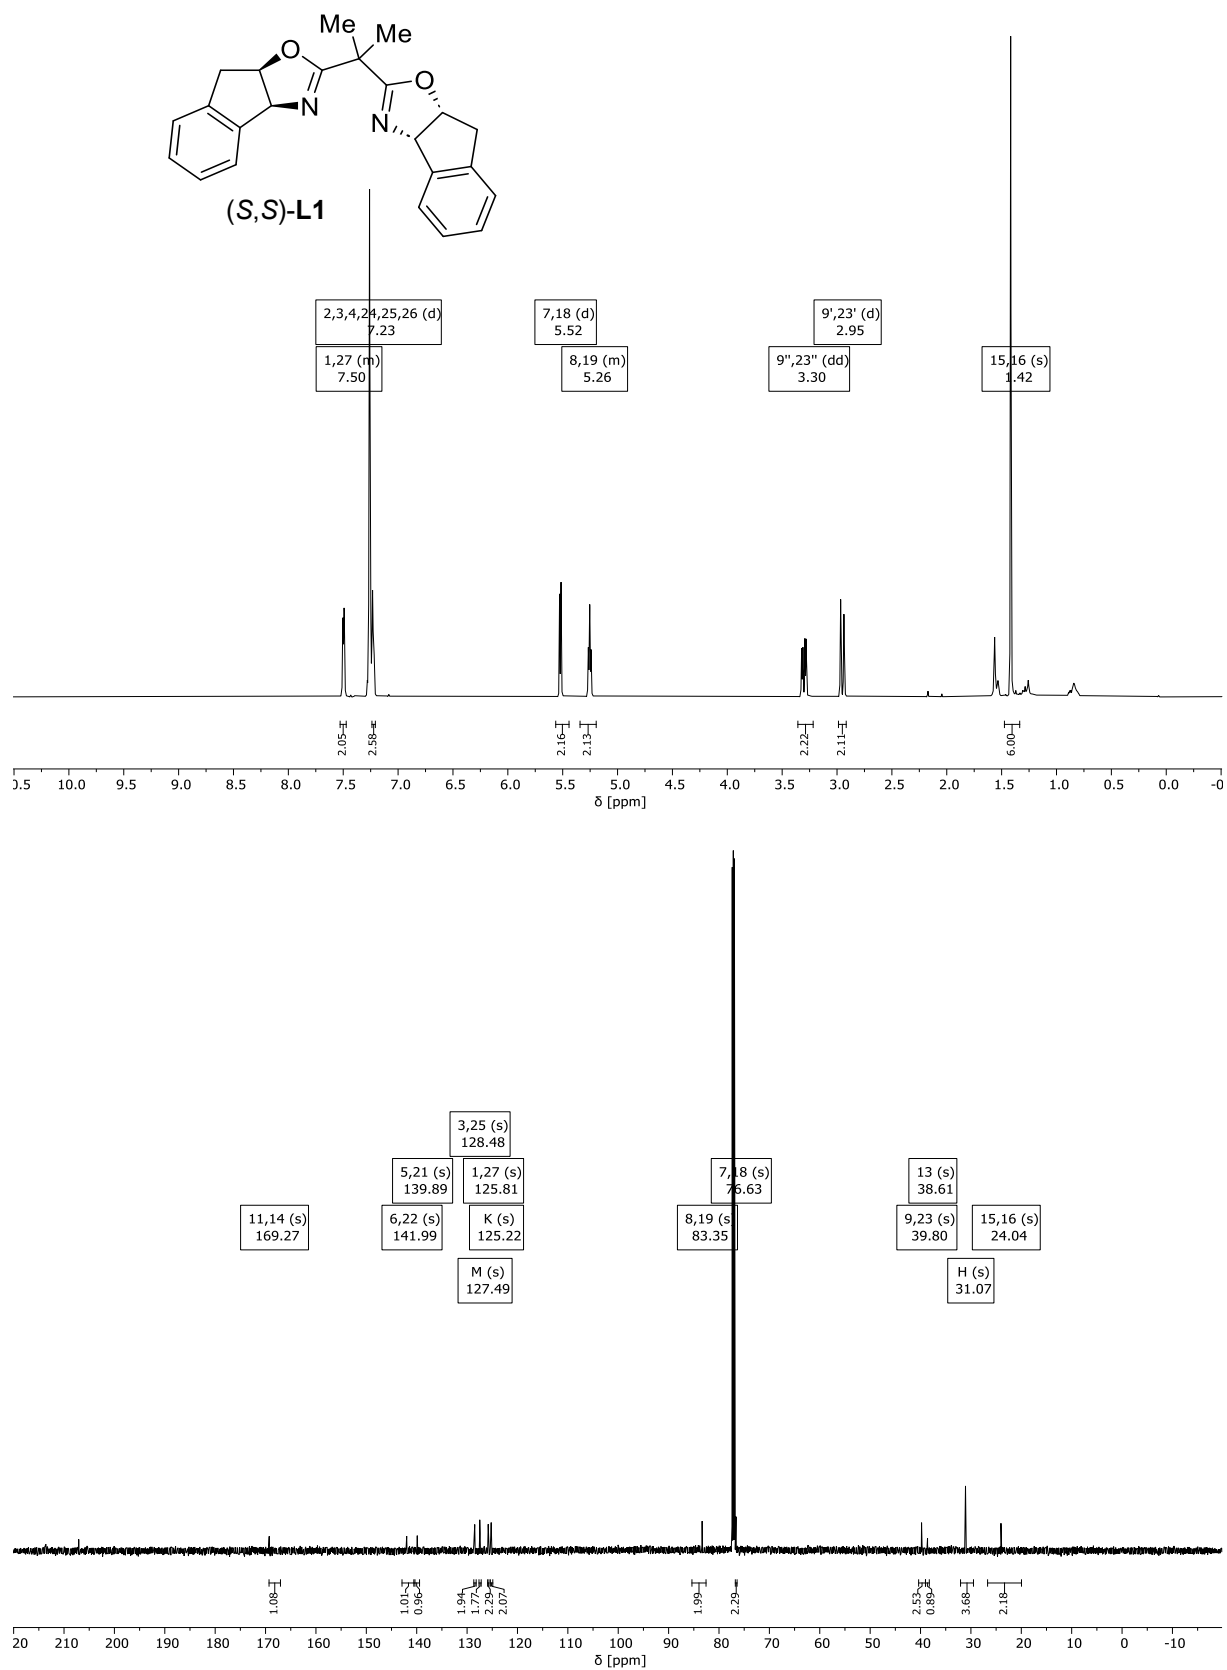 Me
Me
O
N
O
N
(S,S)-L1
2,3,4,24,25,26 (d)
7.23
7,18 (d)
5.52
9',23' (d)
2.95
1,27 (m)
7.50
8,19 (m)
5.26
9'',23'' (dd)
3.30
15,16 (s)
1.42
2.05
2.58
2.16
2.13
2.22
2.11
6.00
).5 10.0 9.5 9.0 8.5 8.0 7.5 7.0 6.5 6.0 5.5 5.0 4.5 4.0 3.5 3.0 2.5 2.0 1.5 1.0 0.5 0.0 -0
δ [ppm]
3,25 (s)
128.48
5,21 (s)
139.89
1,27 (s)
125.81
7,18 (s)
76.63
13 (s)
38.61
11,14 (s)
169.27
6,22 (s)
141.99
K (s)
125.22
8,19 (s)
83.35
9,23 (s)
39.80
15,16 (s)
24.04
M (s)
127.49
H (s)
31.07
1.08
1.01
0.96
1.94
1.77
2.29
2.07
1.99
2.29
2.53
0.89
3.68
2.18
20 210 200 190 180 170 160 150 140 130 120 110 100 90 80 70 60 50 40 30 20 10 0 -10
δ [ppm]